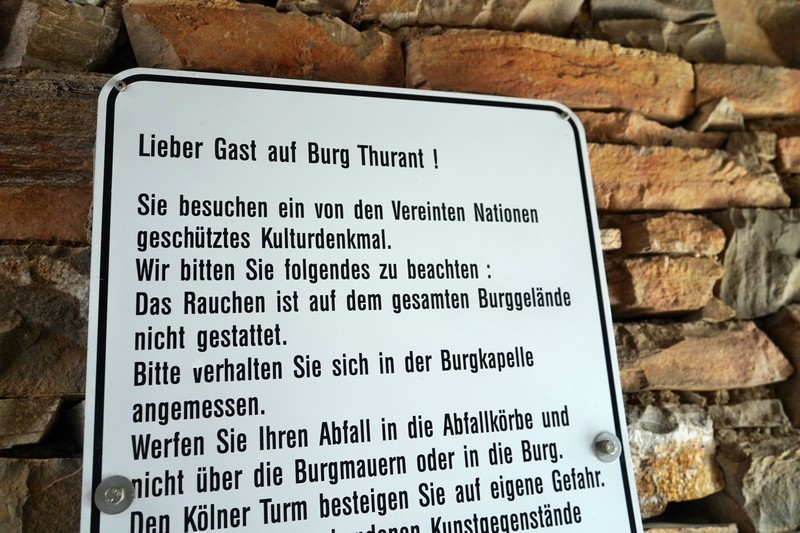 Lieber Gast auf Burg Thurant !
Sie besuchen ein von den Vereinten Nationen
geschütztes Kulturdenkmal.
Wir bitten Sie folgendes zu beachten :
Das Rauchen ist auf dem gesamten Burggelände
nicht gestattet.
Bitte verhalten Sie sich in der Burgkapelle
angemessen.
Werfen Sie Ihren Abfall in die Abfallkörbe und
nicht über die Burgmauern oder in die Burg.
Den Kölner Turm besteigen Sie auf eigene Gefahr.
Kunstgegenstände